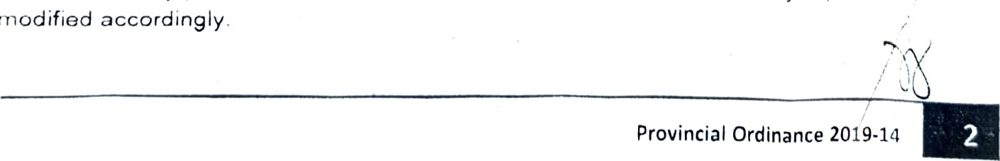 modified accordingly.
Provincial Ordinance 2019-14 2